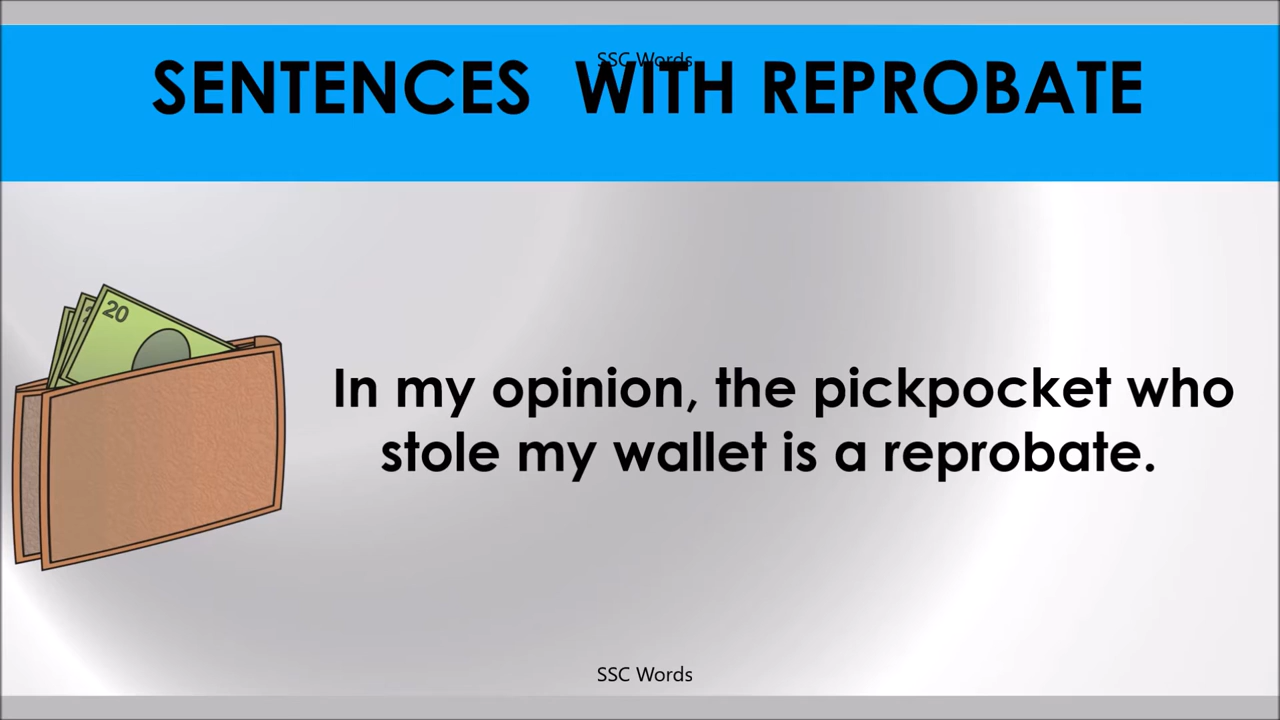 SSC Words
SENTENCES WITH REPROBATE
20
In my opinion, the pickpocket who
stole my wallet is a reprobate.
SSC Words